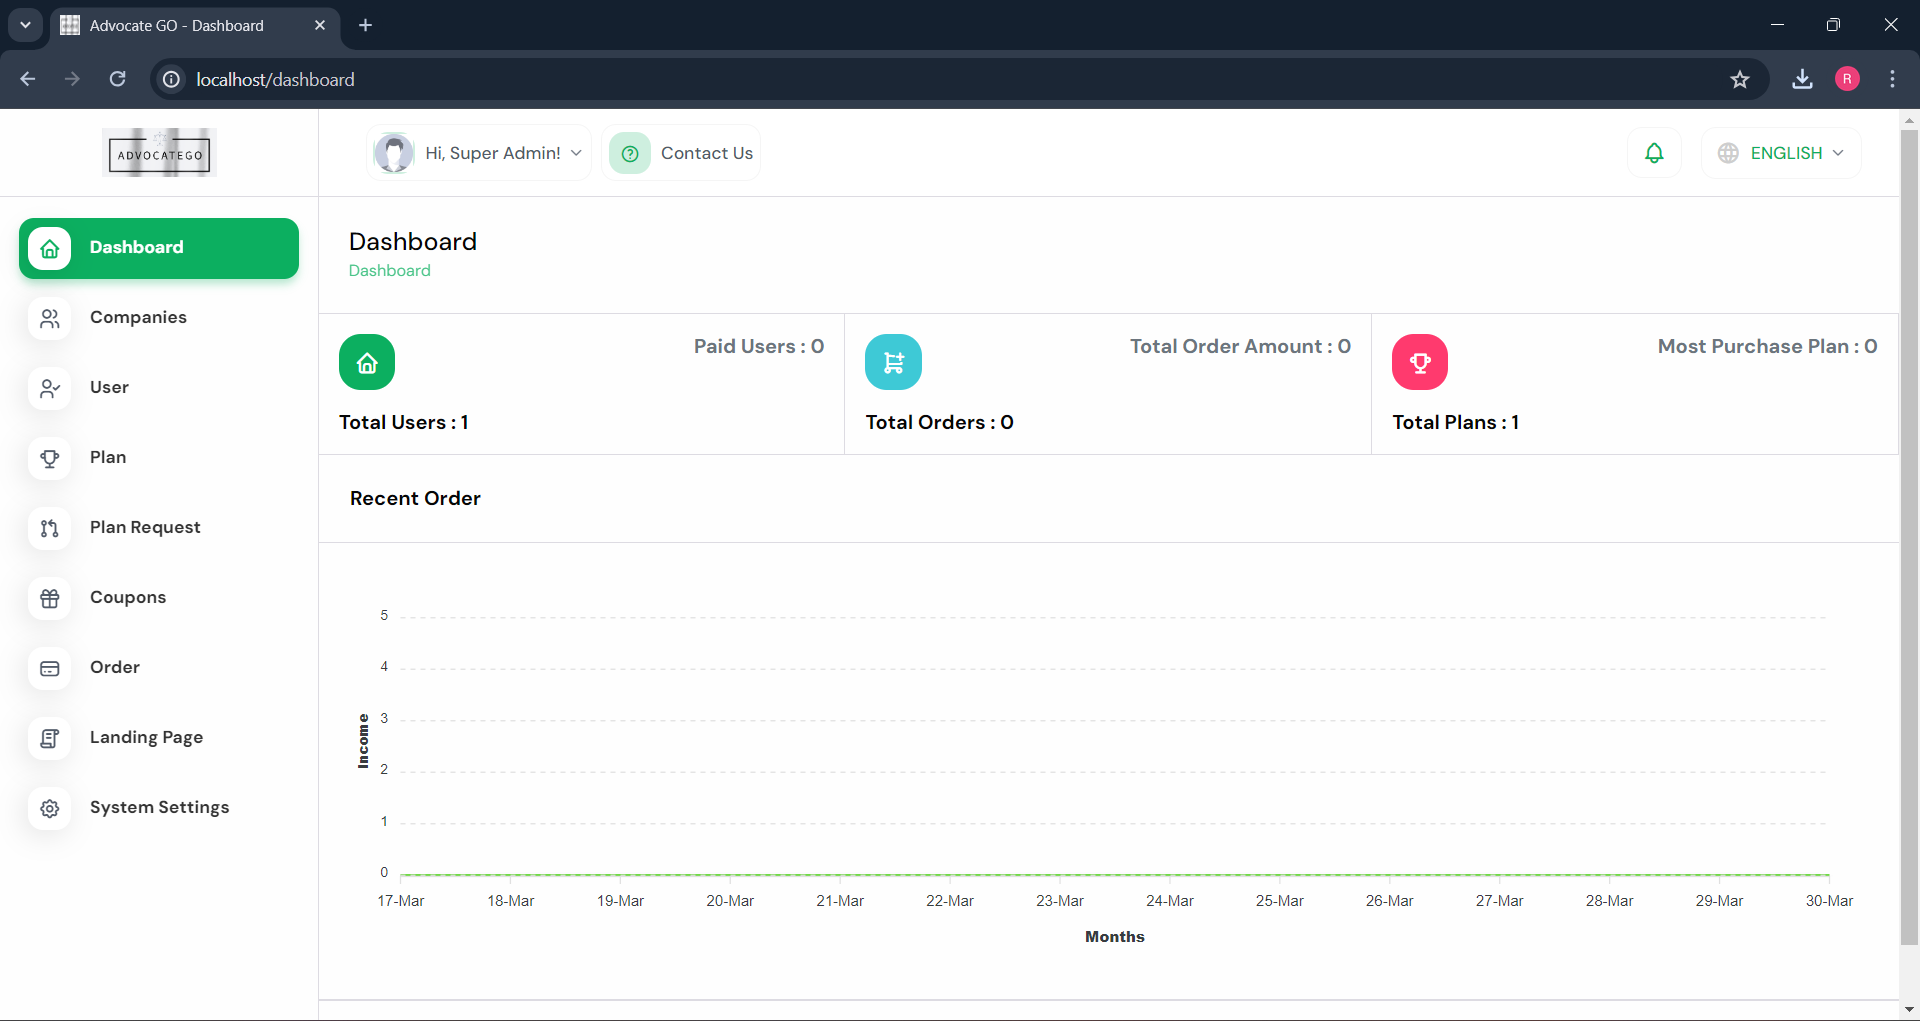 Advocate GO - Dashboard
localhost/dashboard
R
ADVOCATEGO
Hi, Super Admin!
Contact Us
ENGLISH
Dashboard
Companies
User
Plan
Plan Request
Coupons
Order
Landing Page
System Settings
Dashboard
Dashboard
Paid Users : 0
Total Users : 1
Total Order Amount : 0
Total Orders : 0
Most Purchase Plan : 0
Total Plans : 1
Recent Order
5
4
3
2
1
0
Income
17-Mar 18-Mar 19-Mar 20-Mar 21-Mar 22-Mar 23-Mar 24-Mar 25-Mar 26-Mar 27-Mar 28-Mar 29-Mar 30-Mar
Months